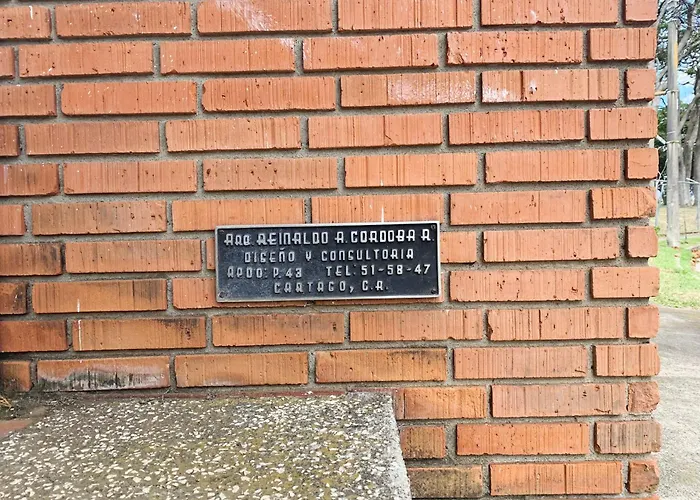 ARQ. REINALDO A. CORDOBA R.
DISEÑO Y CONSULTORIA
APDO: P. 43 TEL: 51-58-47
CARTAGO, C.R.